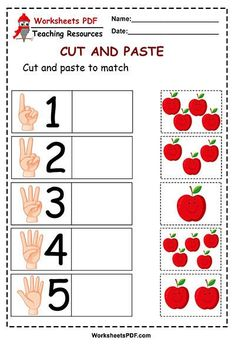 Worksheets PDF
Teaching Resources
Name:
Date:
CUT AND PASTE
Cut and paste to match
1
2
3
4
5
WorksheetsPDF.com